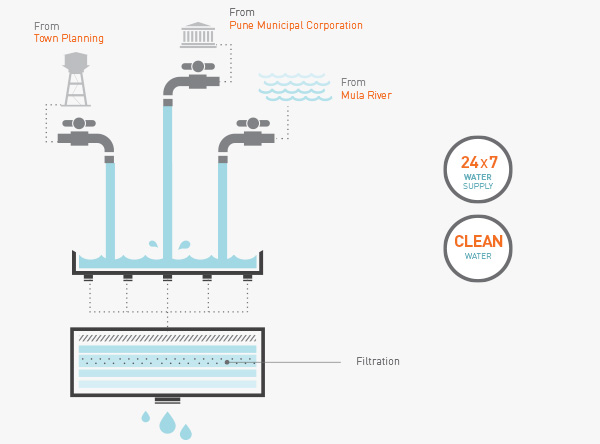 From
Town Planning
From
Pune Municipal Corporation
From
Mula River
24x7
WATER
SUPPLY
CLEAN
WATER
Filtration